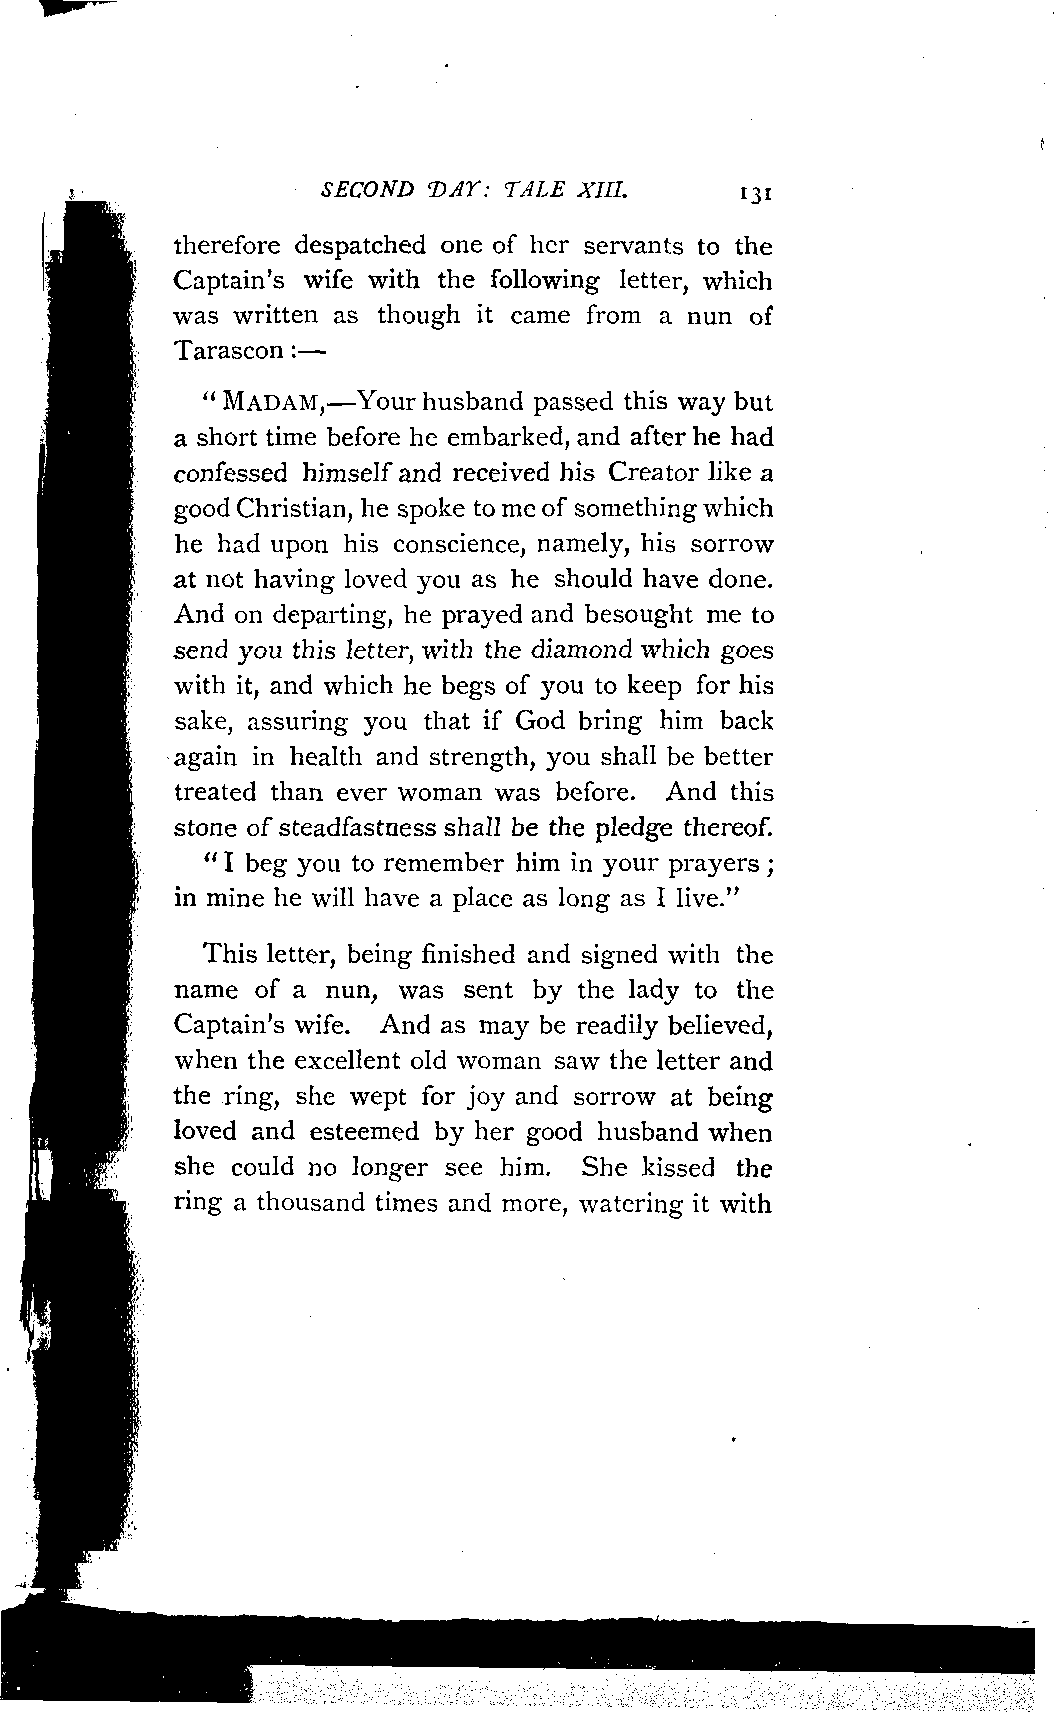 SECOND DAY: TALE XIII. 131
therefore despatched one of her servants to the
Captain's wife with the following letter, which
was written as though it came from a nun of
Tarascon :—
“ MADAM,—Your husband passed this way but
a short time before he embarked, and after he had
confessed himself and received his Creator like a
good Christian, he spoke to me of something which
he had upon his conscience, namely, his sorrow
at not having loved you as he should have done.
And on departing, he prayed and besought me to
send you this letter, with the diamond which goes
with it, and which he begs of you to keep for his
sake, assuring you that if God bring him back
again in health and strength, you shall be better
treated than ever woman was before. And this
stone of steadfastness shall be the pledge thereof.
“ I beg you to remember him in your prayers ;
in mine he will have a place as long as I live.”
This letter, being finished and signed with the
name of a nun, was sent by the lady to the
Captain's wife. And as may be readily believed,
when the excellent old woman saw the letter and
the ring, she wept for joy and sorrow at being
loved and esteemed by her good husband when
she could no longer see him. She kissed the
ring a thousand times and more, watering it with